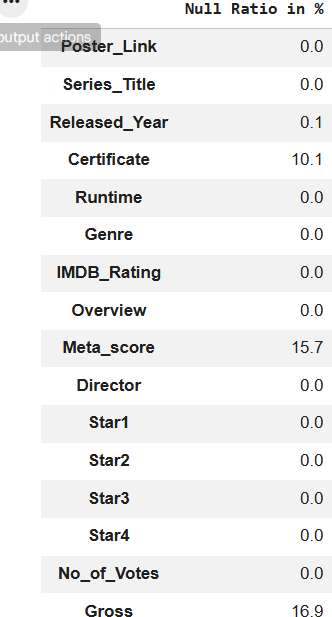 Null Ratio in %
output actions
Poster_Link 0.0
Series_Title 0.0
Released_Year 0.1
Certificate 10.1
Runtime 0.0
Genre 0.0
IMDB_Rating 0.0
Overview 0.0
Meta_score 15.7
Director 0.0
Star1 0.0
Star2 0.0
Star3 0.0
Star4 0.0
No_of_Votes 0.0
Gross 16.9